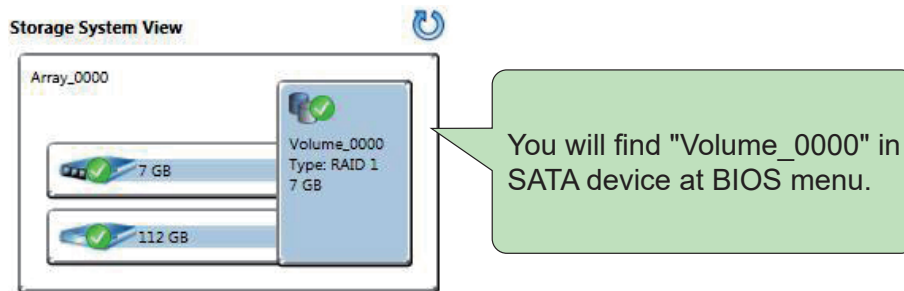 Storage System View
Array_0000
Volume_0000
Type: RAID 1
7 GB
7 GB
112 GB
You will find "Volume_0000" in
SATA device at BIOS menu.